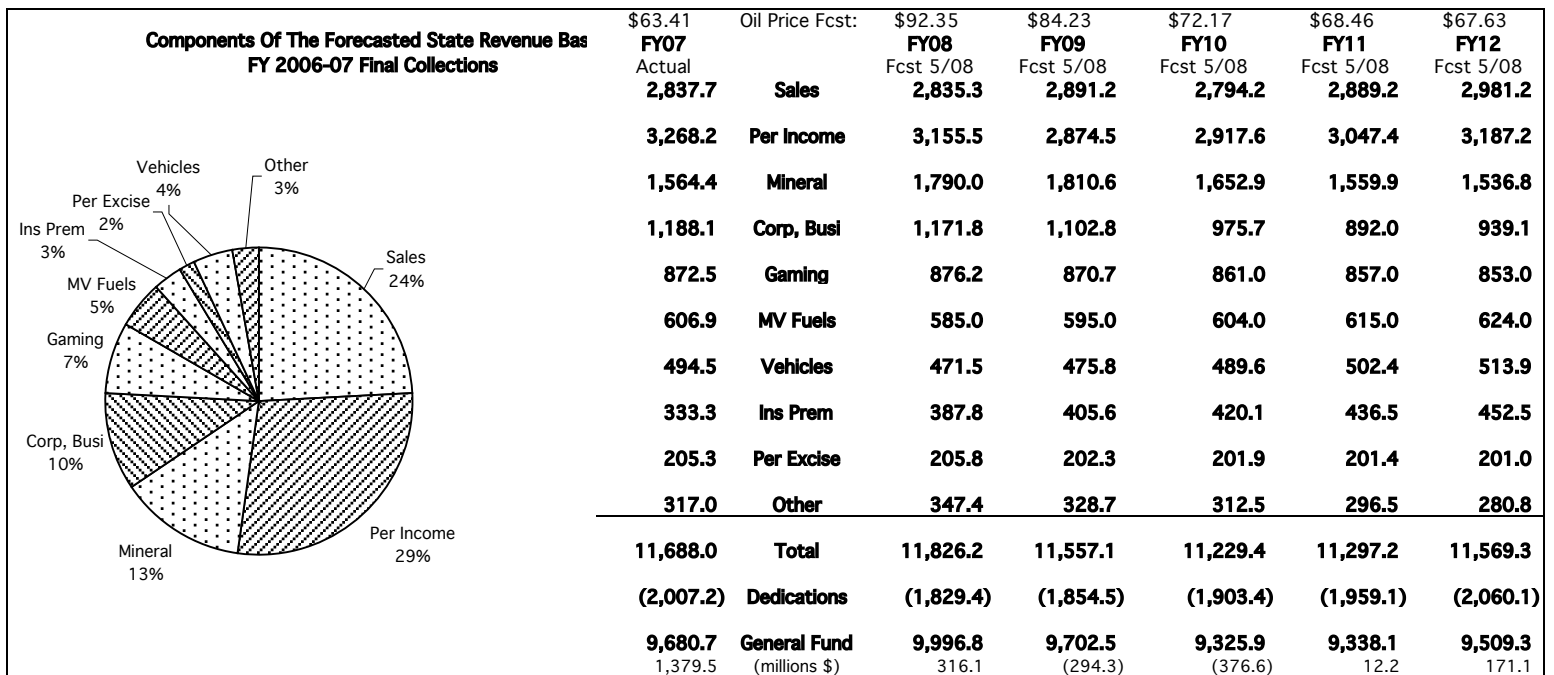 Components Of The Forecasted State Revenue Bas
FY 2006-07 Final Collections
Vehicles
4%
Other
3%
Per Excise
2%
Ins Prem
3%
MV Fuels
5%
Gaming
7%
Corp, Busi
10%
Mineral
13%
Per Income
29%
Sales
24%
$63.41 Oil Price Fcst: $92.35 $84.23 $72.17 $68.46 $67.63
FY07 FY08 FY09 FY10 FY11 FY12
Actual Fcst 5/08 Fcst 5/08 Fcst 5/08 Fcst 5/08 Fcst 5/08
2,837.7 Sales 2,835.3 2,891.2 2,794.2 2,889.2 2,981.2
3,268.2 Per Income 3,155.5 2,874.5 2,917.6 3,047.4 3,187.2
1,564.4 Mineral 1,790.0 1,810.6 1,652.9 1,559.9 1,536.8
1,188.1 Corp, Busi 1,171.8 1,102.8 975.7 892.0 939.1
872.5 Gaming 876.2 870.7 861.0 857.0 853.0
606.9 MV Fuels 585.0 595.0 604.0 615.0 624.0
494.5 Vehicles 471.5 475.8 489.6 502.4 513.9
333.3 Ins Prem 387.8 405.6 420.1 436.5 452.5
205.3 Per Excise 205.8 202.3 201.9 201.4 201.0
317.0 Other 347.4 328.7 312.5 296.5 280.8
11,688.0 Total 11,826.2 11,557.1 11,229.4 11,297.2 11,569.3
(2,007.2) Dedications (1,829.4) (1,854.5) (1,903.4) (1,959.1) (2,060.1)
9,680.7 General Fund 9,996.8 9,702.5 9,325.9 9,338.1 9,509.3
1,379.5 (millions $) 316.1 (294.3) (376.6) 12.2 171.1